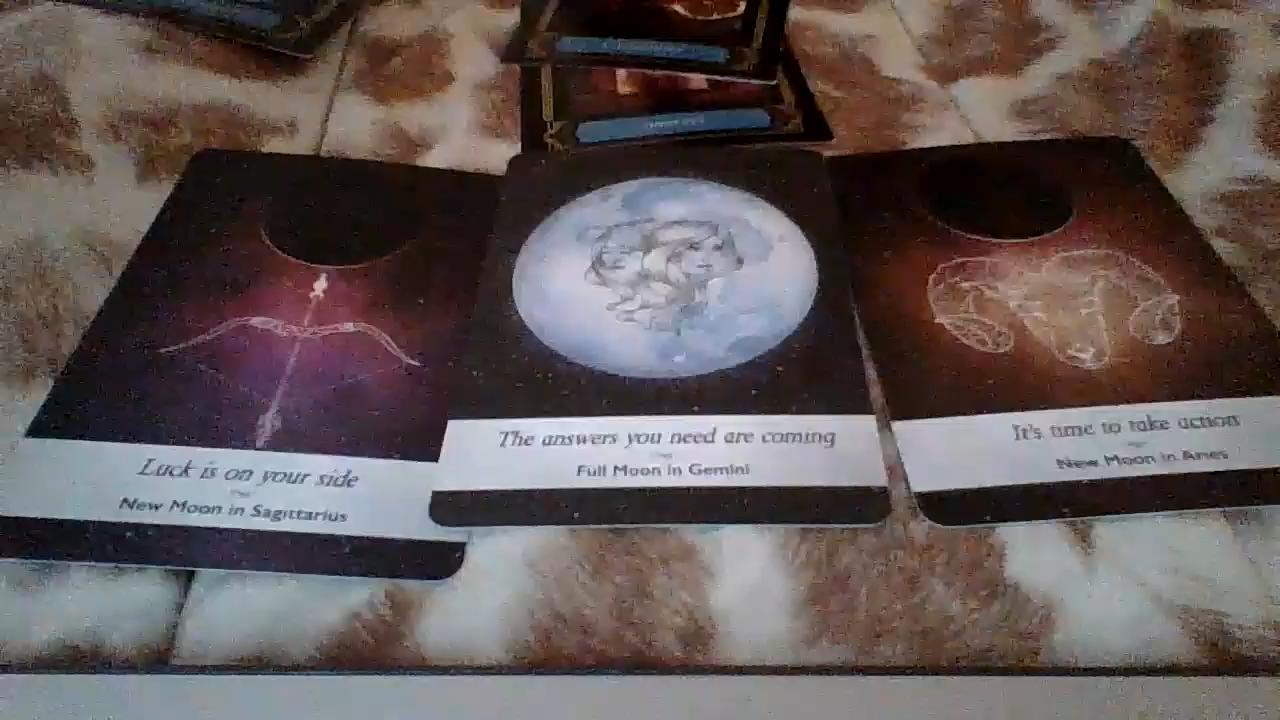 Luck is on your side
New Moon in Sagittarius
The answers you need are coming
Full Moon in Gemini
It's time to take action
New Moon in Aries